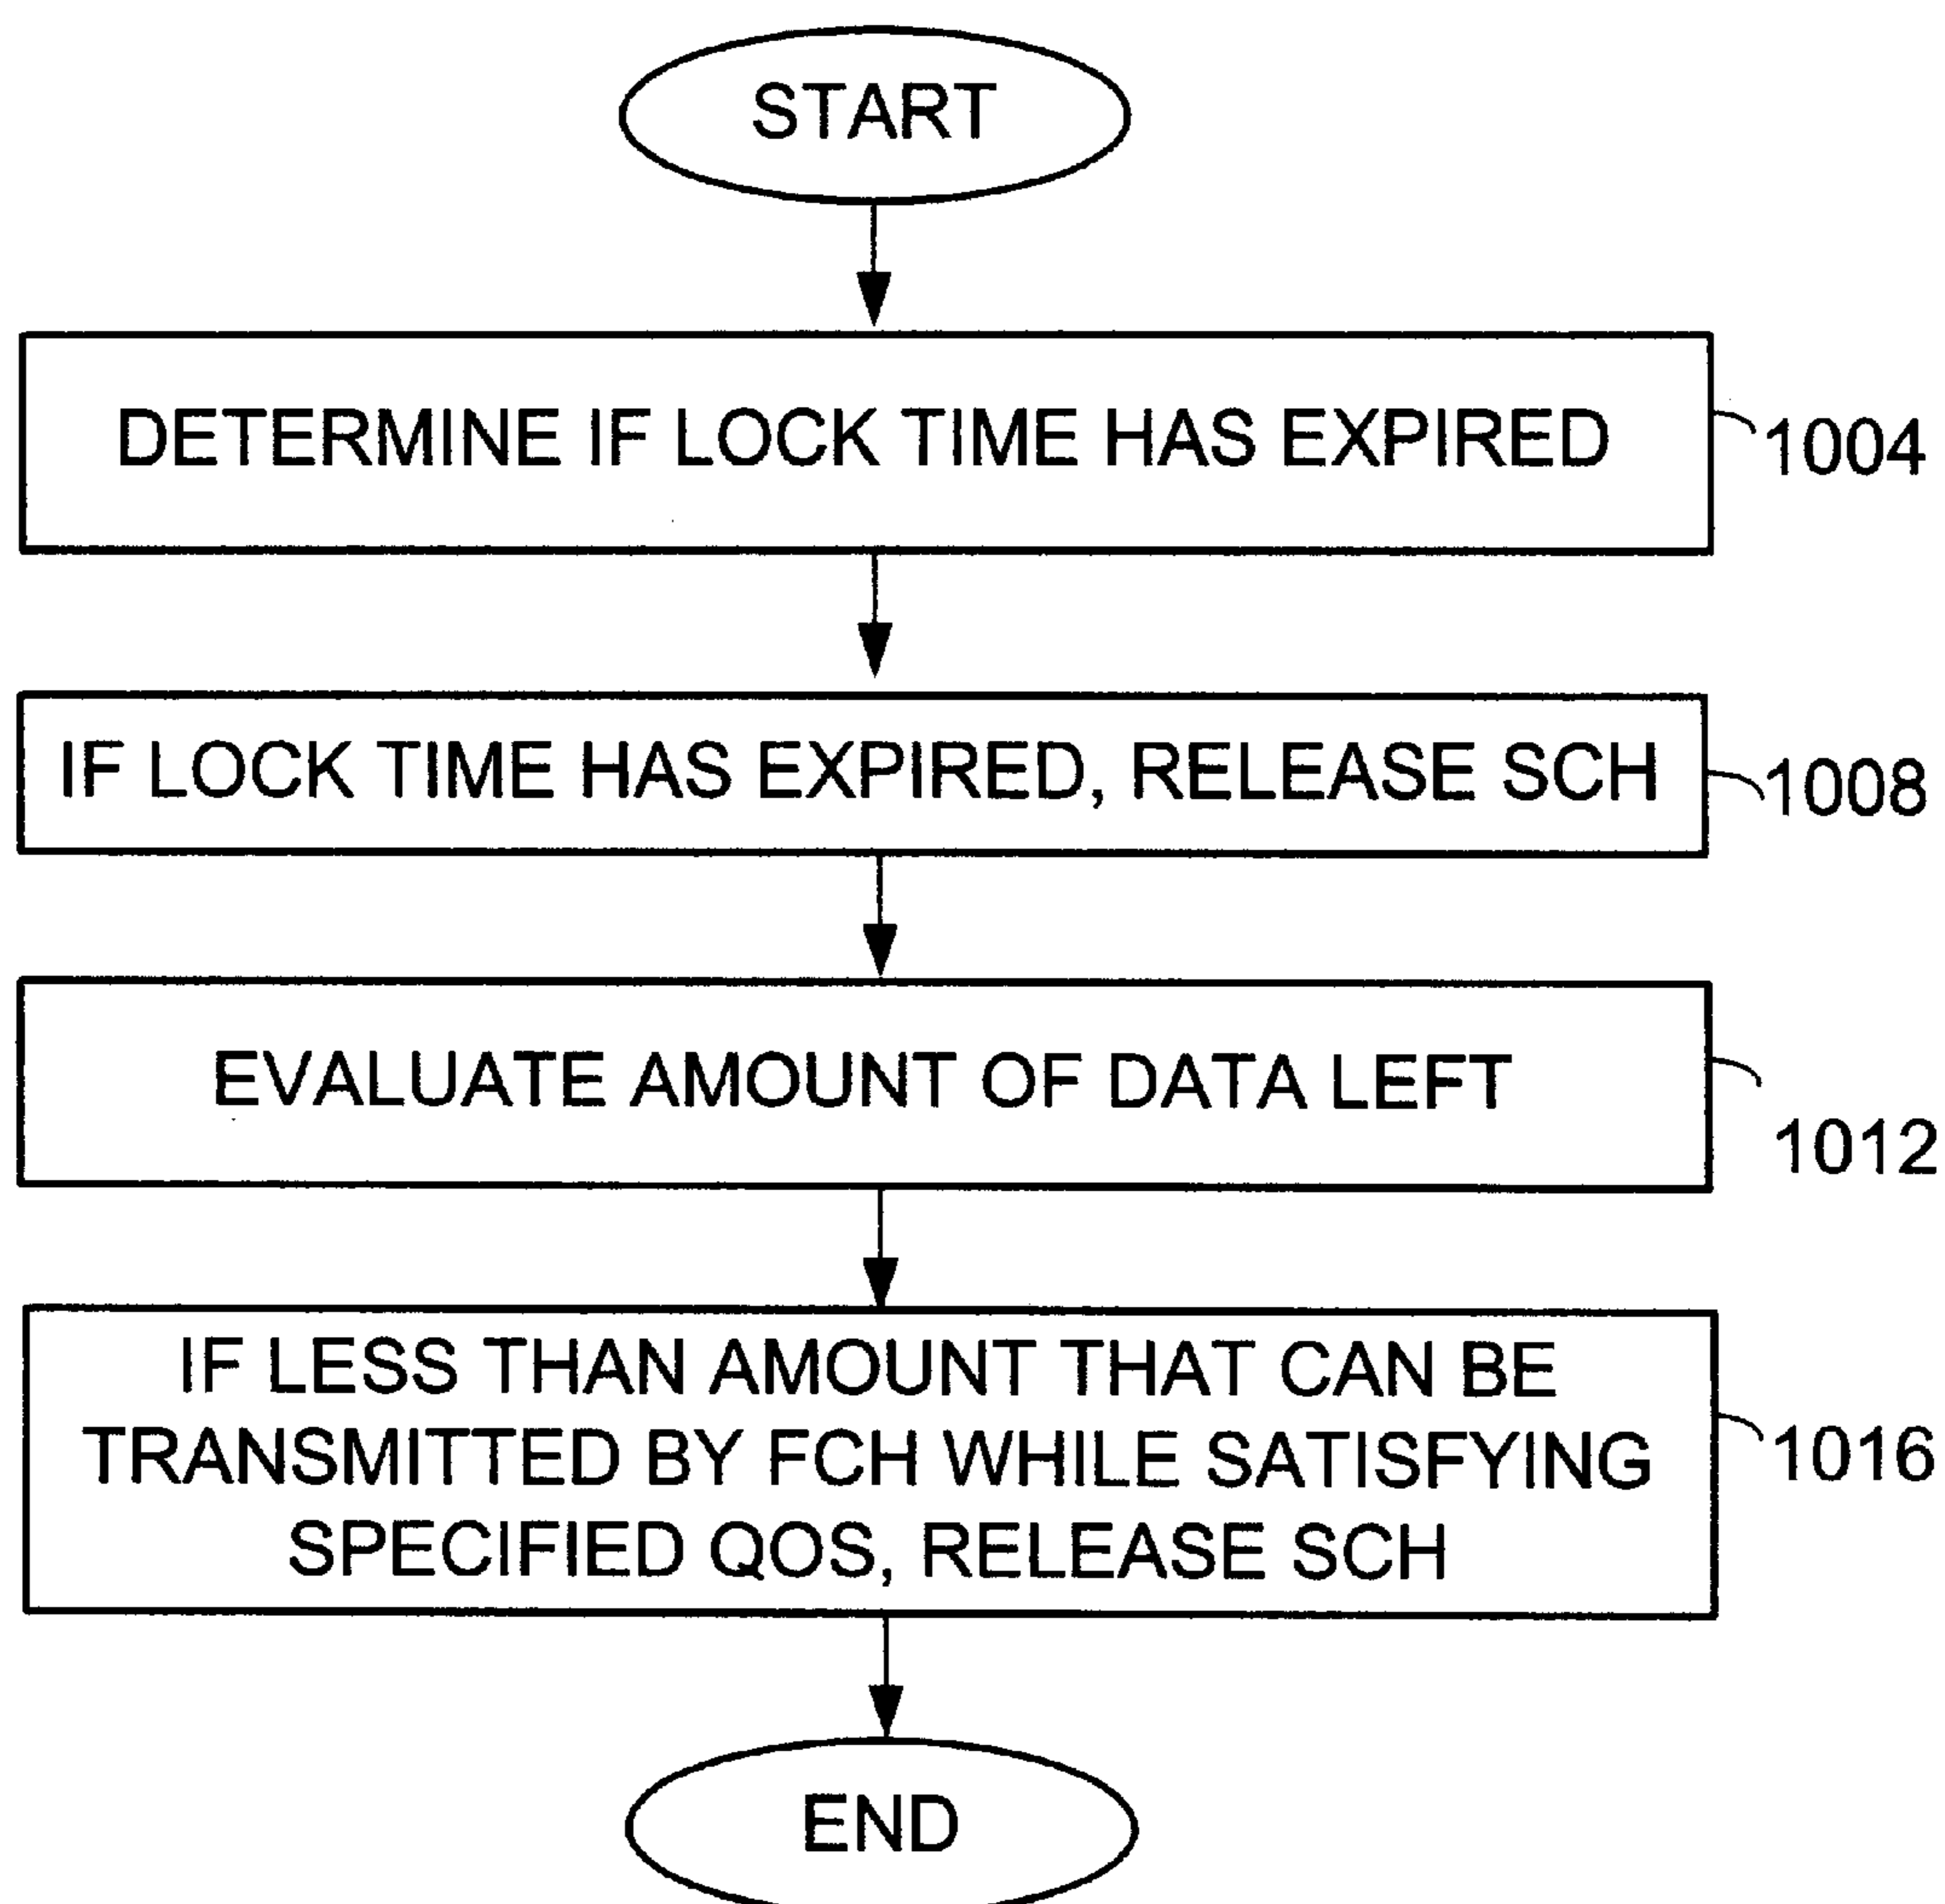 START
DETERMINE IF LOCK TIME HAS EXPIRED
1004
IF LOCK TIME HAS EXPIRED, RELEASE SCH
1008
EVALUATE AMOUNT OF DATA LEFT
1012
IF LESS THAN AMOUNT THAT CAN BE
TRANSMITTED BY FCH WHILE SATISFYING
SPECIFIED QOS, RELEASE SCH
1016
END